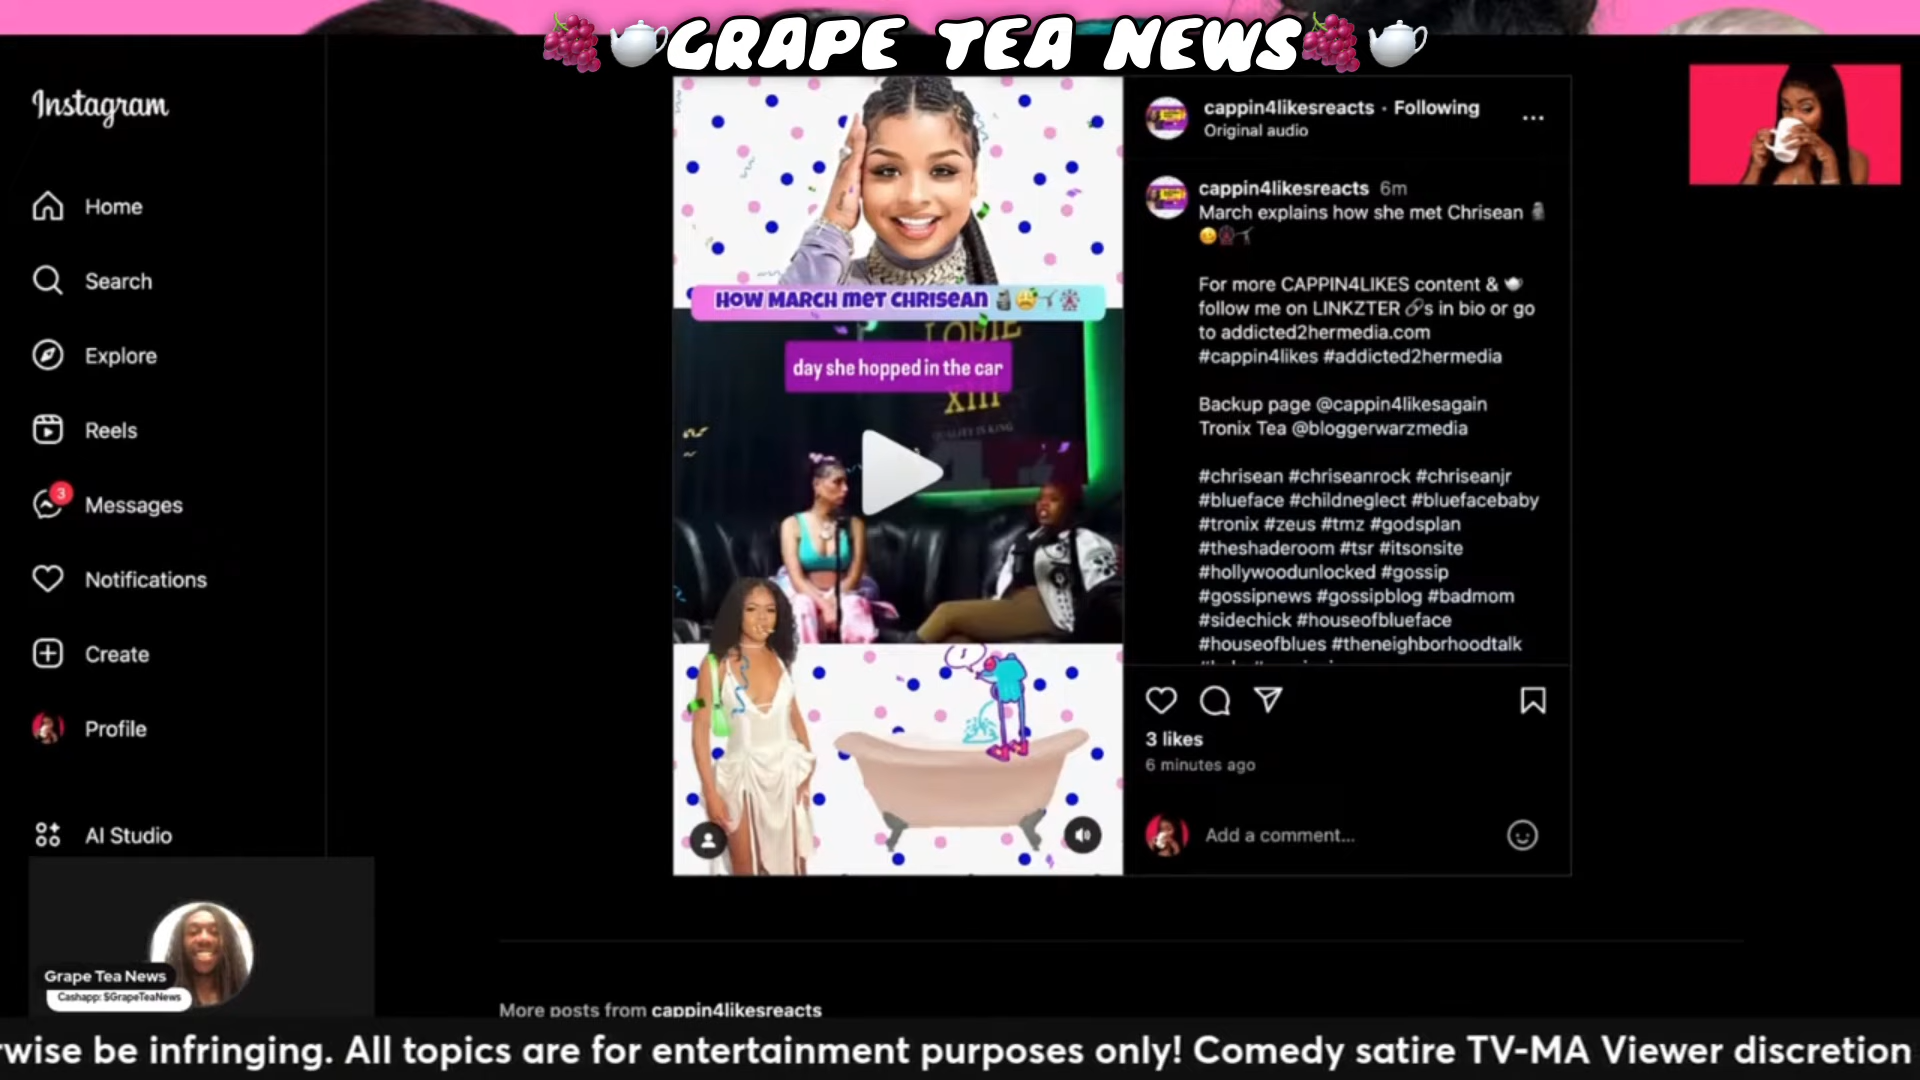 GRAPE TEA NEWS
Instagram
Home
Search
Explore
Reels
3
Messages
Notifications
Create
Profile
AI Studio
Grape Tea News
Cashapp: $GrapeTeaNews
HOW MARCH MET CHRISEAN
LOUIE
XIII
QUALITY IS KING
day she hopped in the car
cappin4likesreacts · Following
Original audio
cappin4likesreacts 6m
March explains how she met Chrisean
For more CAPPIN4LIKES content &
follow me on LINKZTER 🔗s in bio or go
to addicted2hermedia.com
#cappin4likes #addicted2hermedia
Backup page @cappin4likesagain
Tronix Tea @bloggerwarzmedia
#chrisean #chriseanrock #chriseanjr
#blueface #childneglect #bluefacebaby
#tronix #zeus #tmz #godsplan
#theshaderoom #tsr #itsonsite
#hollywoodunlocked #gossip
#gossipnews #gossipblog #badmom
#sidechick #houseofblueface
#houseofblues #theneighborhoodtalk
3 likes
6 minutes ago
Add a comment...
More posts from cappin4likesreacts
wise be infringing. All topics are for entertainment purposes only! Comedy satire TV-MA Viewer discretion